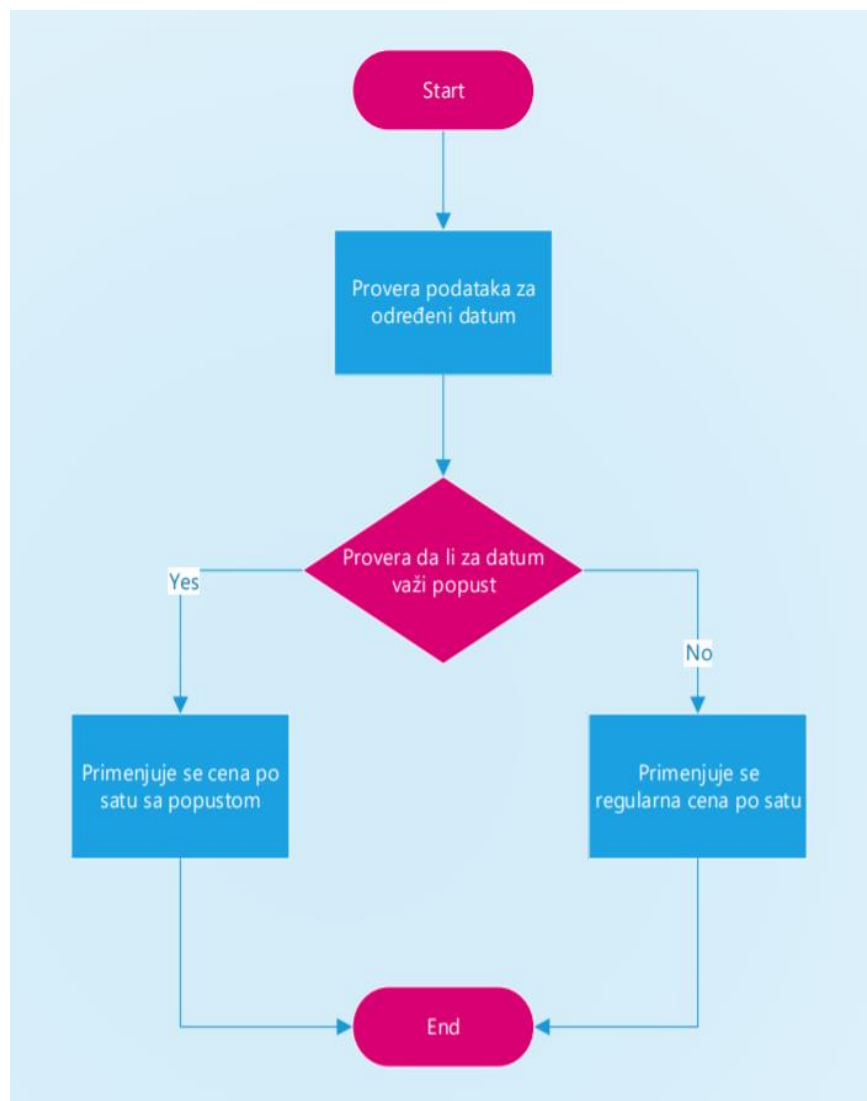 Start
Provera podataka za
određeni datum
Provera da li za datum
važi popust
Yes
No
Primenjuje se cena po
satu sa popustom
Primenjuje se
regularna cena po satu
End